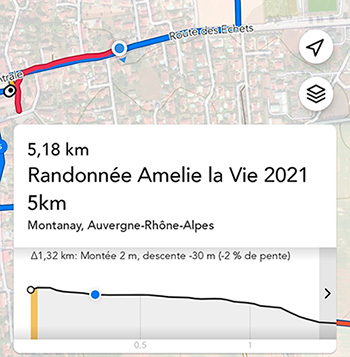 Route des Échets
ntrale
5,18 km
Randonnée Amelie la Vie 2021
5km
Montanay, Auvergne-Rhône-Alpes
Δ1,32 km: Montée 2 m, descente -30 m (-2 % de pente)
0,5
1